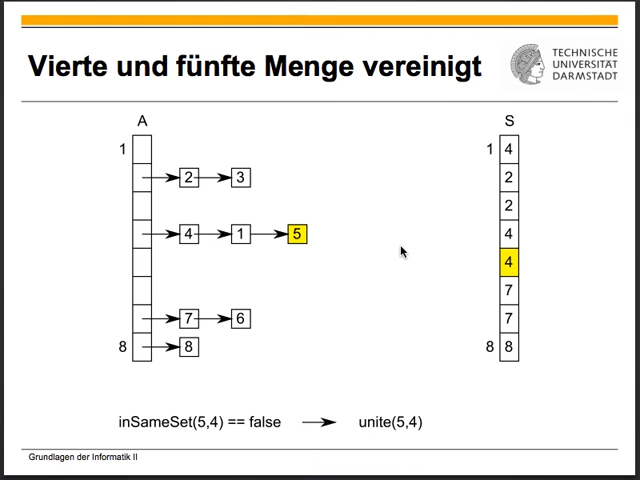 Vierte und fünfte Menge vereinigt
TECHNISCHE
UNIVERSITÄT
DARMSTADT
A
S
1
1 4
2 3
2
2
4 1 5
4
4
7
7 6
7
8 8
8 8
inSameSet(5,4) == false
unite(5,4)
Grundlagen der Informatik II